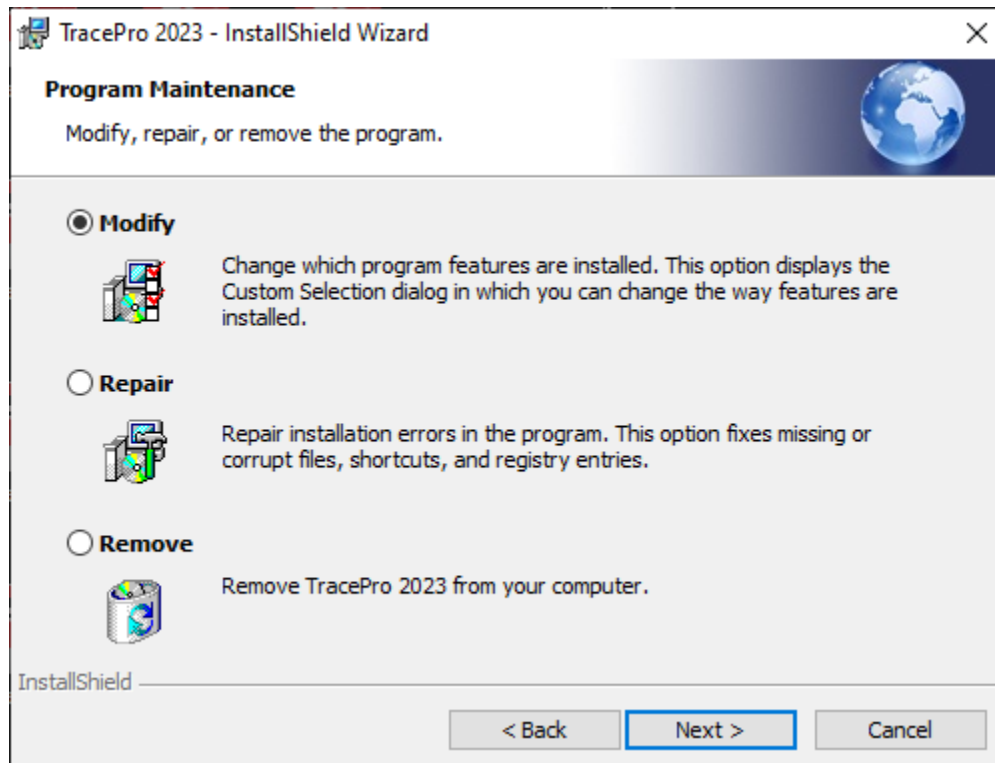 TracePro 2023 - InstallShield Wizard
Program Maintenance
Modify, repair, or remove the program.
Modify
Change which program features are installed. This option displays the
Custom Selection dialog in which you can change the way features are
installed.
Repair
Repair installation errors in the program. This option fixes missing or
corrupt files, shortcuts, and registry entries.
Remove
Remove TracePro 2023 from your computer.
InstallShield
< Back
Next >
Cancel